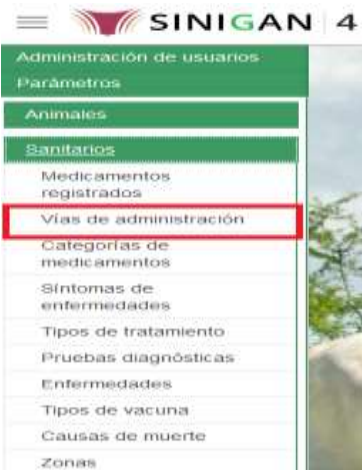 SINIGAN 4
Administración de usuarios
Parámetros
Animales
Sanitarios
Medicamentos
registrados
Vías de administración
Categorías de
medicamentos
Síntomas de
enfermedades
Tipos de tratamiento
Pruebas diagnósticas
Enfermedades
Tipos de vacuna
Causas de muerte
Zonas